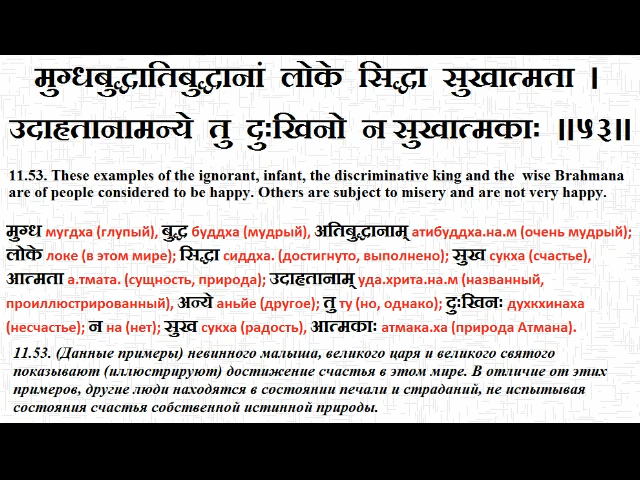 मुग्धबुद्धातिबुद्धानां लोके सिद्धा सुखात्मता ।
उदाहृतानामन्ये तु दुःखिनो न सुखात्मकाः ॥५३॥
11.53. These examples of the ignorant, infant, the discriminative king and the wise Brahmana
are of people considered to be happy. Others are subject to misery and are not very happy.
मुग्ध мугдха (глупый), बुद्ध буддха (мудрый), अतिबुद्धानाम् атибуддха.на.м (очень мудрый);
लोके локе (в этом мире); सिद्धा сиддха. (достигнуто, выполнено); सुख сукха (счастье),
आत्मता а.тмата. (сущность, природа); उदाहृतानाम् уда.хрита.на.м (названный,
проиллюстрированный), अन्ये аньйе (другое); तु ту (но, однако); दुःखिनः духкхинаха
(несчастье); न на (нет); सुख сукха (радость), आत्मकाः атмака.ха (природа Атмана).
11.53. (Данные примеры) невинного малыша, великого царя и великого святого
показывают (иллюстрируют) достижение счастья в этом мире. В отличие от этих
примеров, другие люди находятся в состоянии печали и страданий, не испытывая
состояния счастья собственной истинной природы.